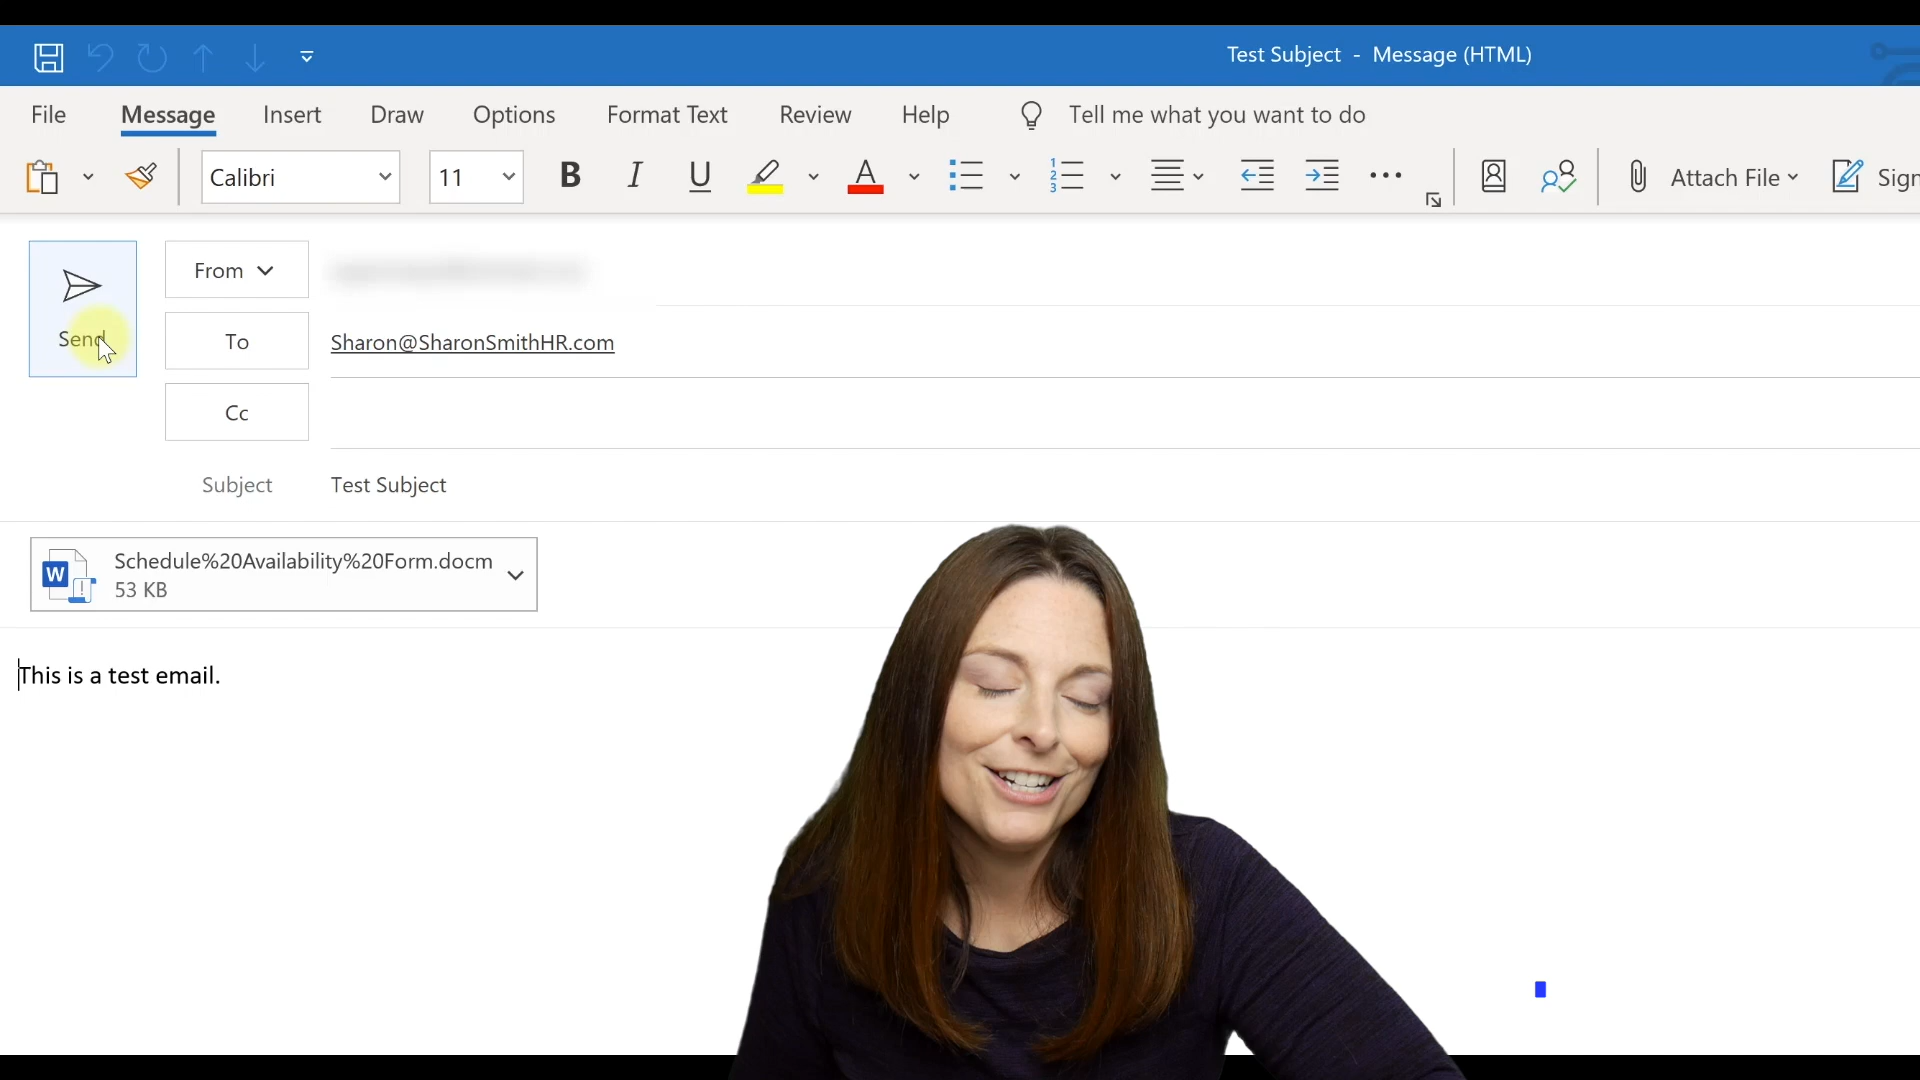 Test Subject - Message (HTML)
File Message Insert Draw Options Format Text Review Help Tell me what you want to do
Calibri 11 B I U A Attach File Sign
Send
From
To Sharon@SharonSmithHR.com
Cc
Subject Test Subject
W Schedule%20Availability%20Form.docm
53 KB
This is a test email.